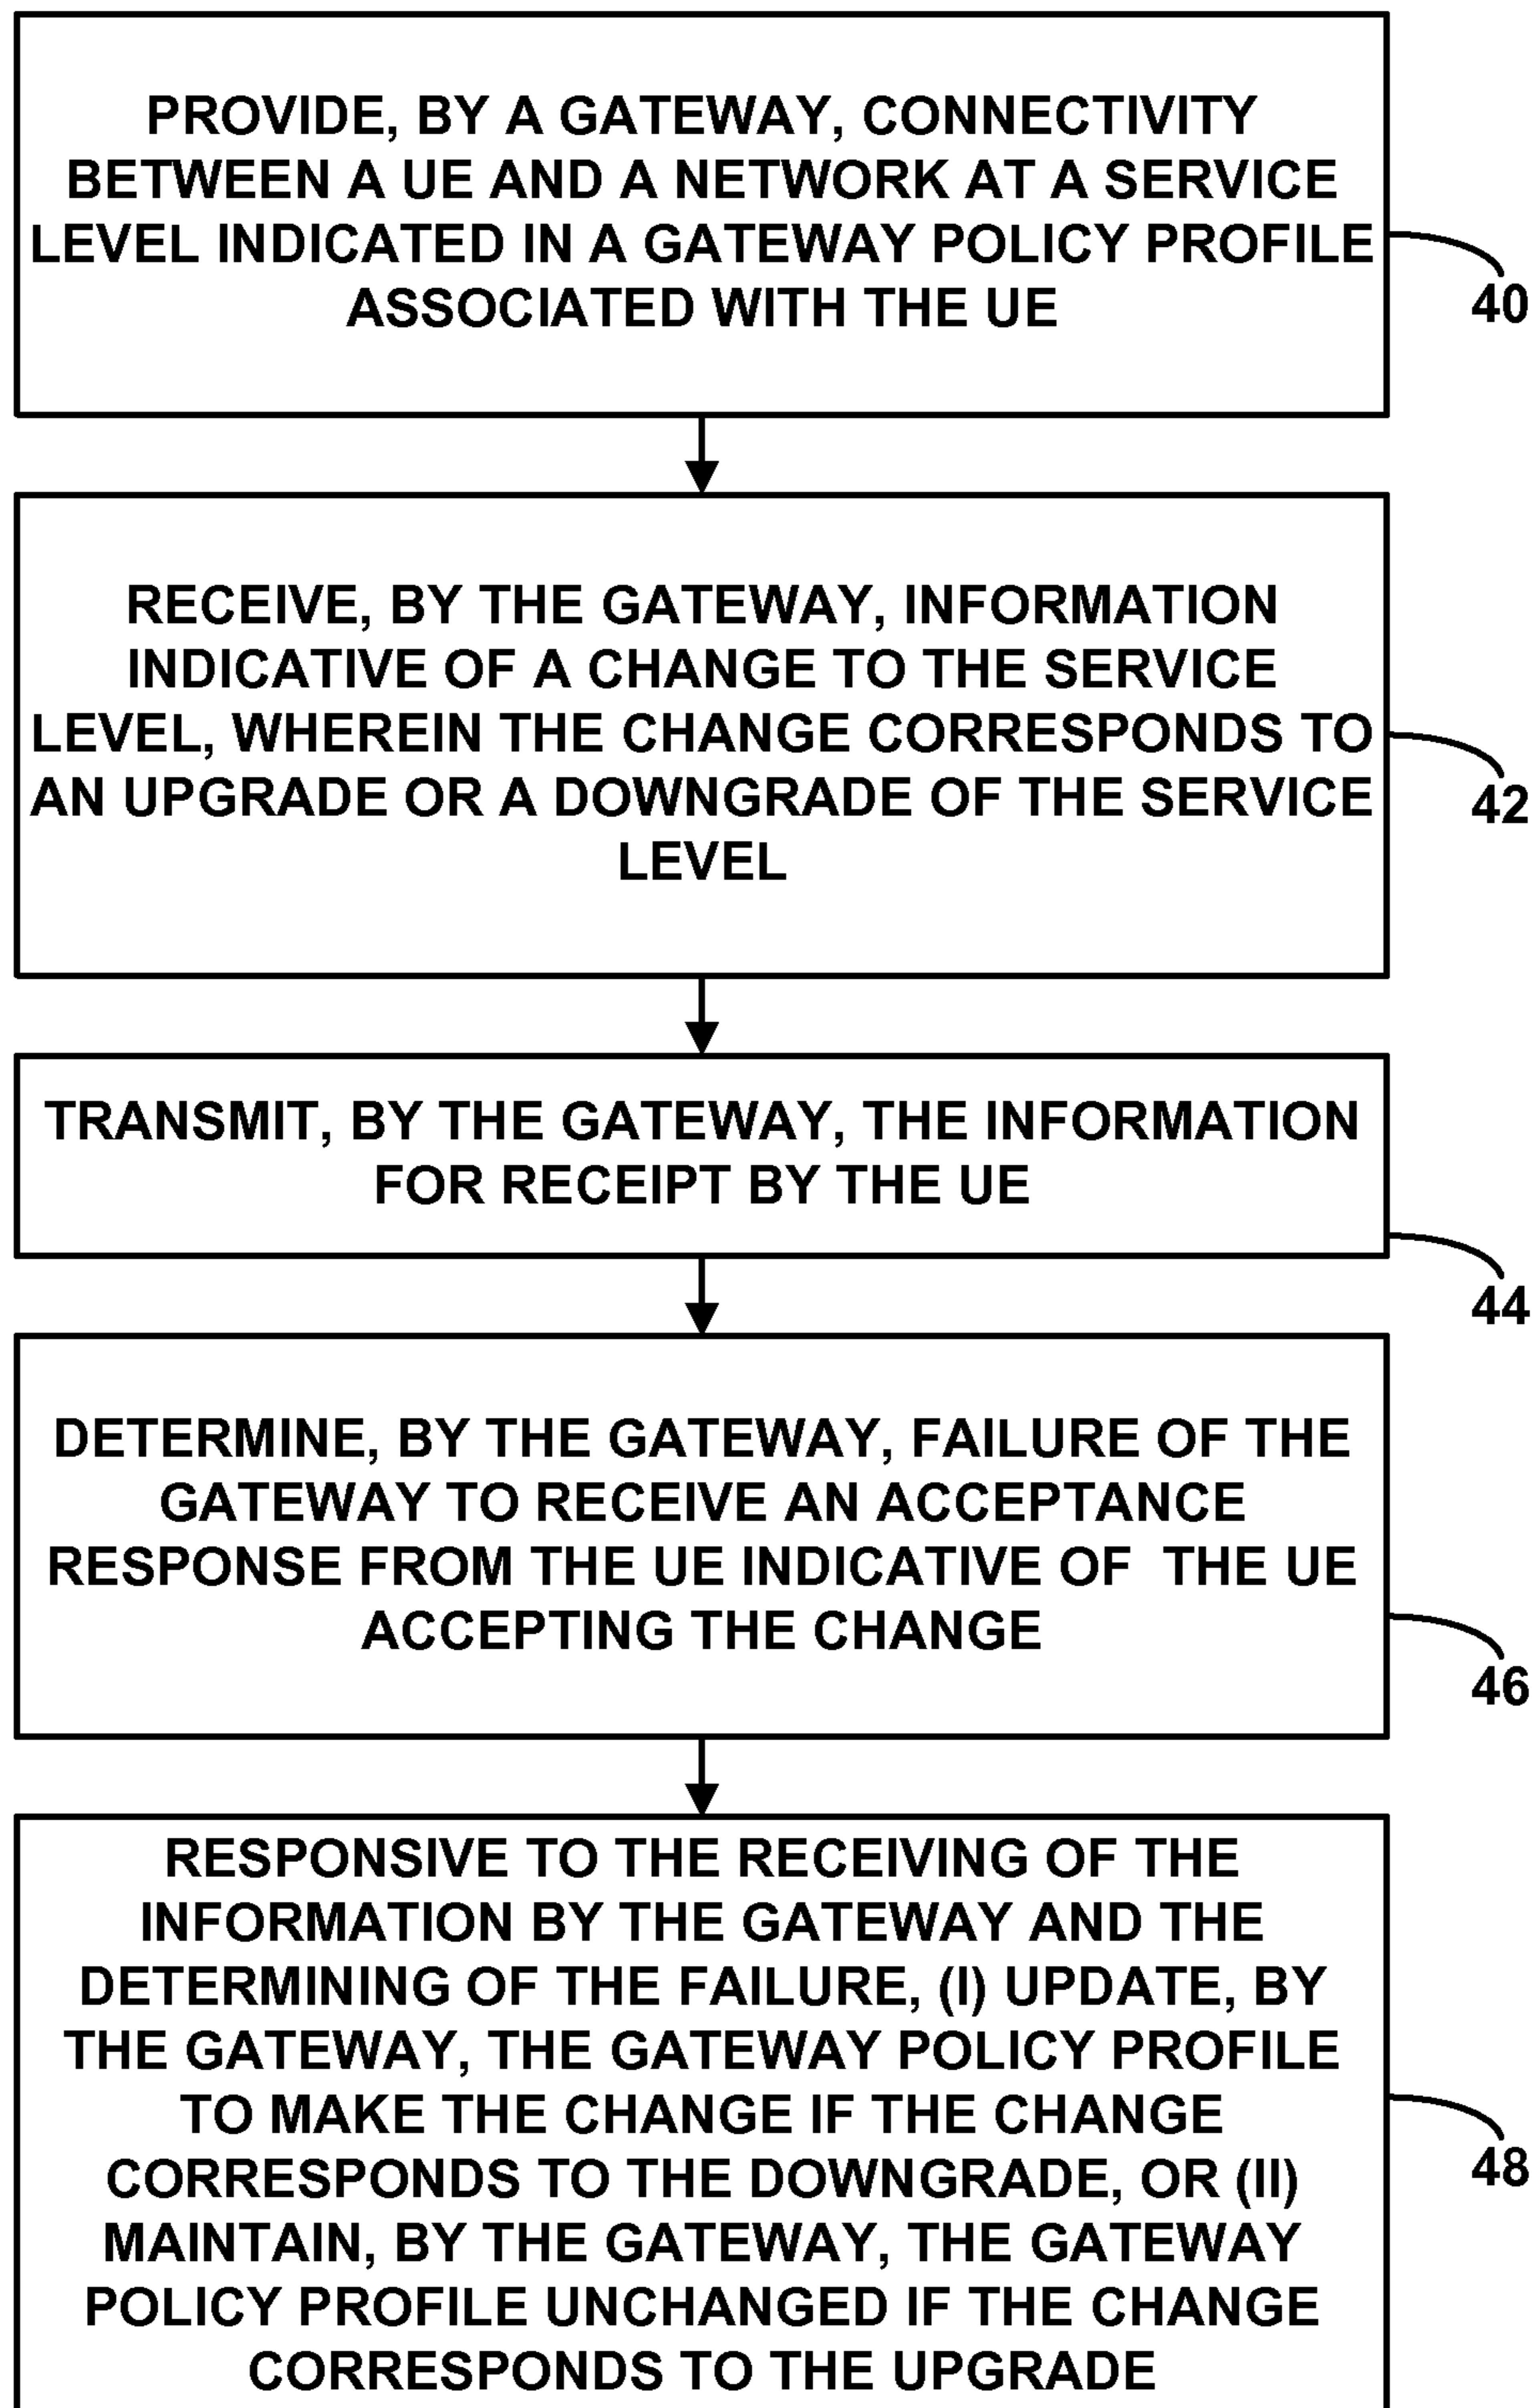 PROVIDE, BY A GATEWAY, CONNECTIVITY
BETWEEN A UE AND A NETWORK AT A SERVICE
LEVEL INDICATED IN A GATEWAY POLICY PROFILE
ASSOCIATED WITH THE UE
40
RECEIVE, BY THE GATEWAY, INFORMATION
INDICATIVE OF A CHANGE TO THE SERVICE
LEVEL, WHEREIN THE CHANGE CORRESPONDS TO
AN UPGRADE OR A DOWNGRADE OF THE SERVICE
LEVEL
42
TRANSMIT, BY THE GATEWAY, THE INFORMATION
FOR RECEIPT BY THE UE
44
DETERMINE, BY THE GATEWAY, FAILURE OF THE
GATEWAY TO RECEIVE AN ACCEPTANCE
RESPONSE FROM THE UE INDICATIVE OF  THE UE
ACCEPTING THE CHANGE
46
RESPONSIVE TO THE RECEIVING OF THE
INFORMATION BY THE GATEWAY AND THE
DETERMINING OF THE FAILURE, (I) UPDATE, BY
THE GATEWAY, THE GATEWAY POLICY PROFILE
TO MAKE THE CHANGE IF THE CHANGE
CORRESPONDS TO THE DOWNGRADE, OR (II)
MAINTAIN, BY THE GATEWAY, THE GATEWAY
POLICY PROFILE UNCHANGED IF THE CHANGE
CORRESPONDS TO THE UPGRADE
48